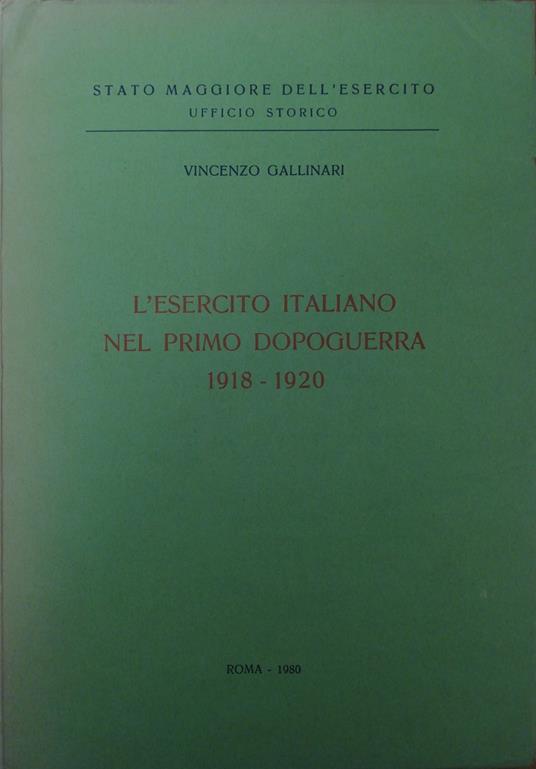 STATO MAGGIORE DELL'ESERCITO
UFFICIO STORICO
VINCENZO GALLINARI
L'ESERCITO ITALIANO
NEL PRIMO DOPOGUERRA
1918 - 1920
ROMA - 1980